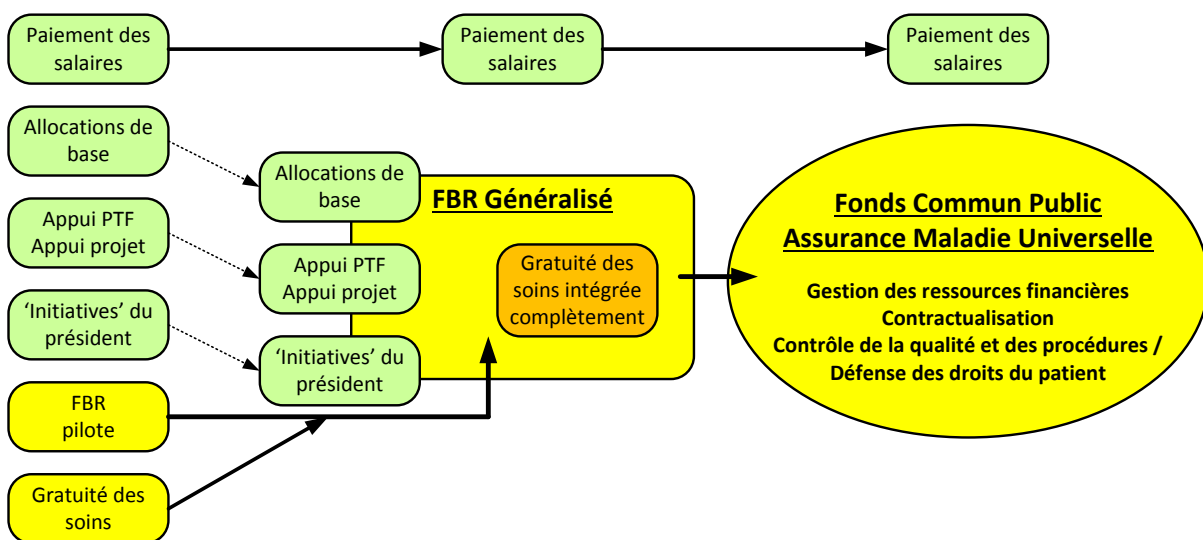 Paiement des
salaires
Paiement des
salaires
Paiement des
salaires
Allocations de
base
Appui PTF
Appui projet
‘Initiatives’ du
président
FBR
pilote
Gratuité des
soins
Allocations de
base
Appui PTF
Appui projet
‘Initiatives’ du
président
FBR Généralisé
Gratuité des
soins intégrée
complètement
Fonds Commun Public
Assurance Maladie Universelle
Gestion des ressources financières
Contractualisation
Contrôle de la qualité et des procédures /
Défense des droits du patient